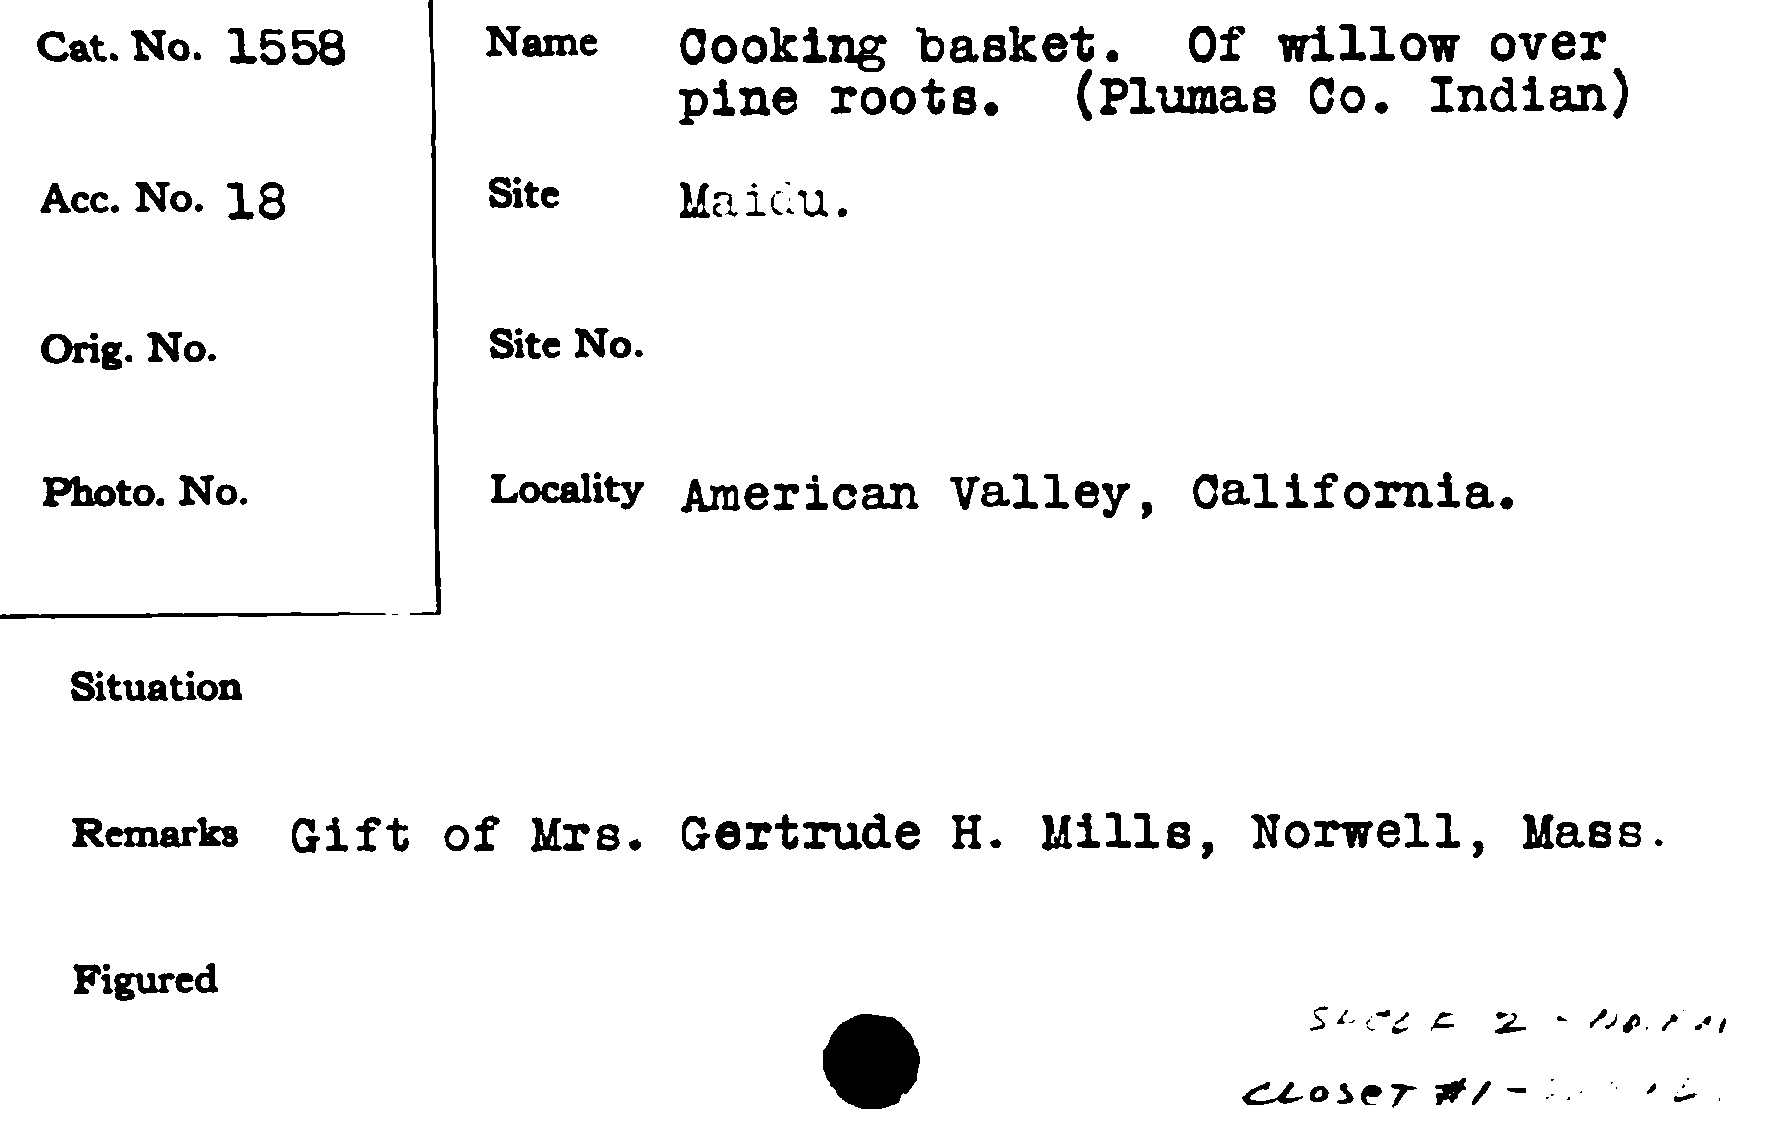 Cat. No. 1558
Name Cooking basket. Of willow over
pine roots. (Plumas Co. Indian)
Acc. No. 18
Site Maidu.
Orig. No.
Site No.
Photo. No.
Locality American Valley, California.
Situation
Remarks Gift of Mrs. Gertrude H. Mills, Norwell, Mass.
Figured
SHELF 2 -
CLOSET #1 -